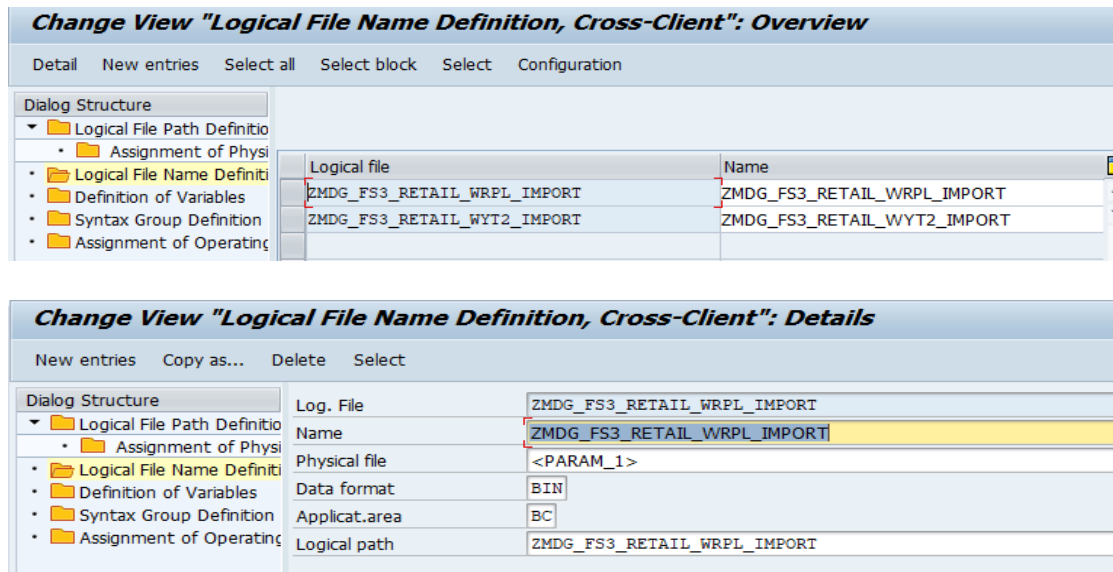 Change View "Logical File Name Definition, Cross-Client": Overview
Detail New entries Select all Select block Select Configuration
Dialog Structure
Logical File Path Definitio
Assignment of Physi
Logical File Name Definiti
Definition of Variables
Syntax Group Definition
Assignment of Operating
Logical file Name
ZMDG_FS3_RETAIL_WRPL_IMPORT ZMDG_FS3_RETAIL_WRPL_IMPORT
ZMDG_FS3_RETAIL_WYT2_IMPORT ZMDG_FS3_RETAIL_WYT2_IMPORT
Change View "Logical File Name Definition, Cross-Client": Details
New entries Copy as... Delete Select
Dialog Structure
Logical File Path Definitio
Assignment of Physi
Logical File Name Definiti
Definition of Variables
Syntax Group Definition
Assignment of Operating
Log. File ZMDG_FS3_RETAIL_WRPL_IMPORT
Name ZMDG_FS3_RETAIL_WRPL_IMPORT
Physical file <PARAM_1>
Data format BIN
Applicat.area BC
Logical path ZMDG_FS3_RETAIL_WRPL_IMPORT